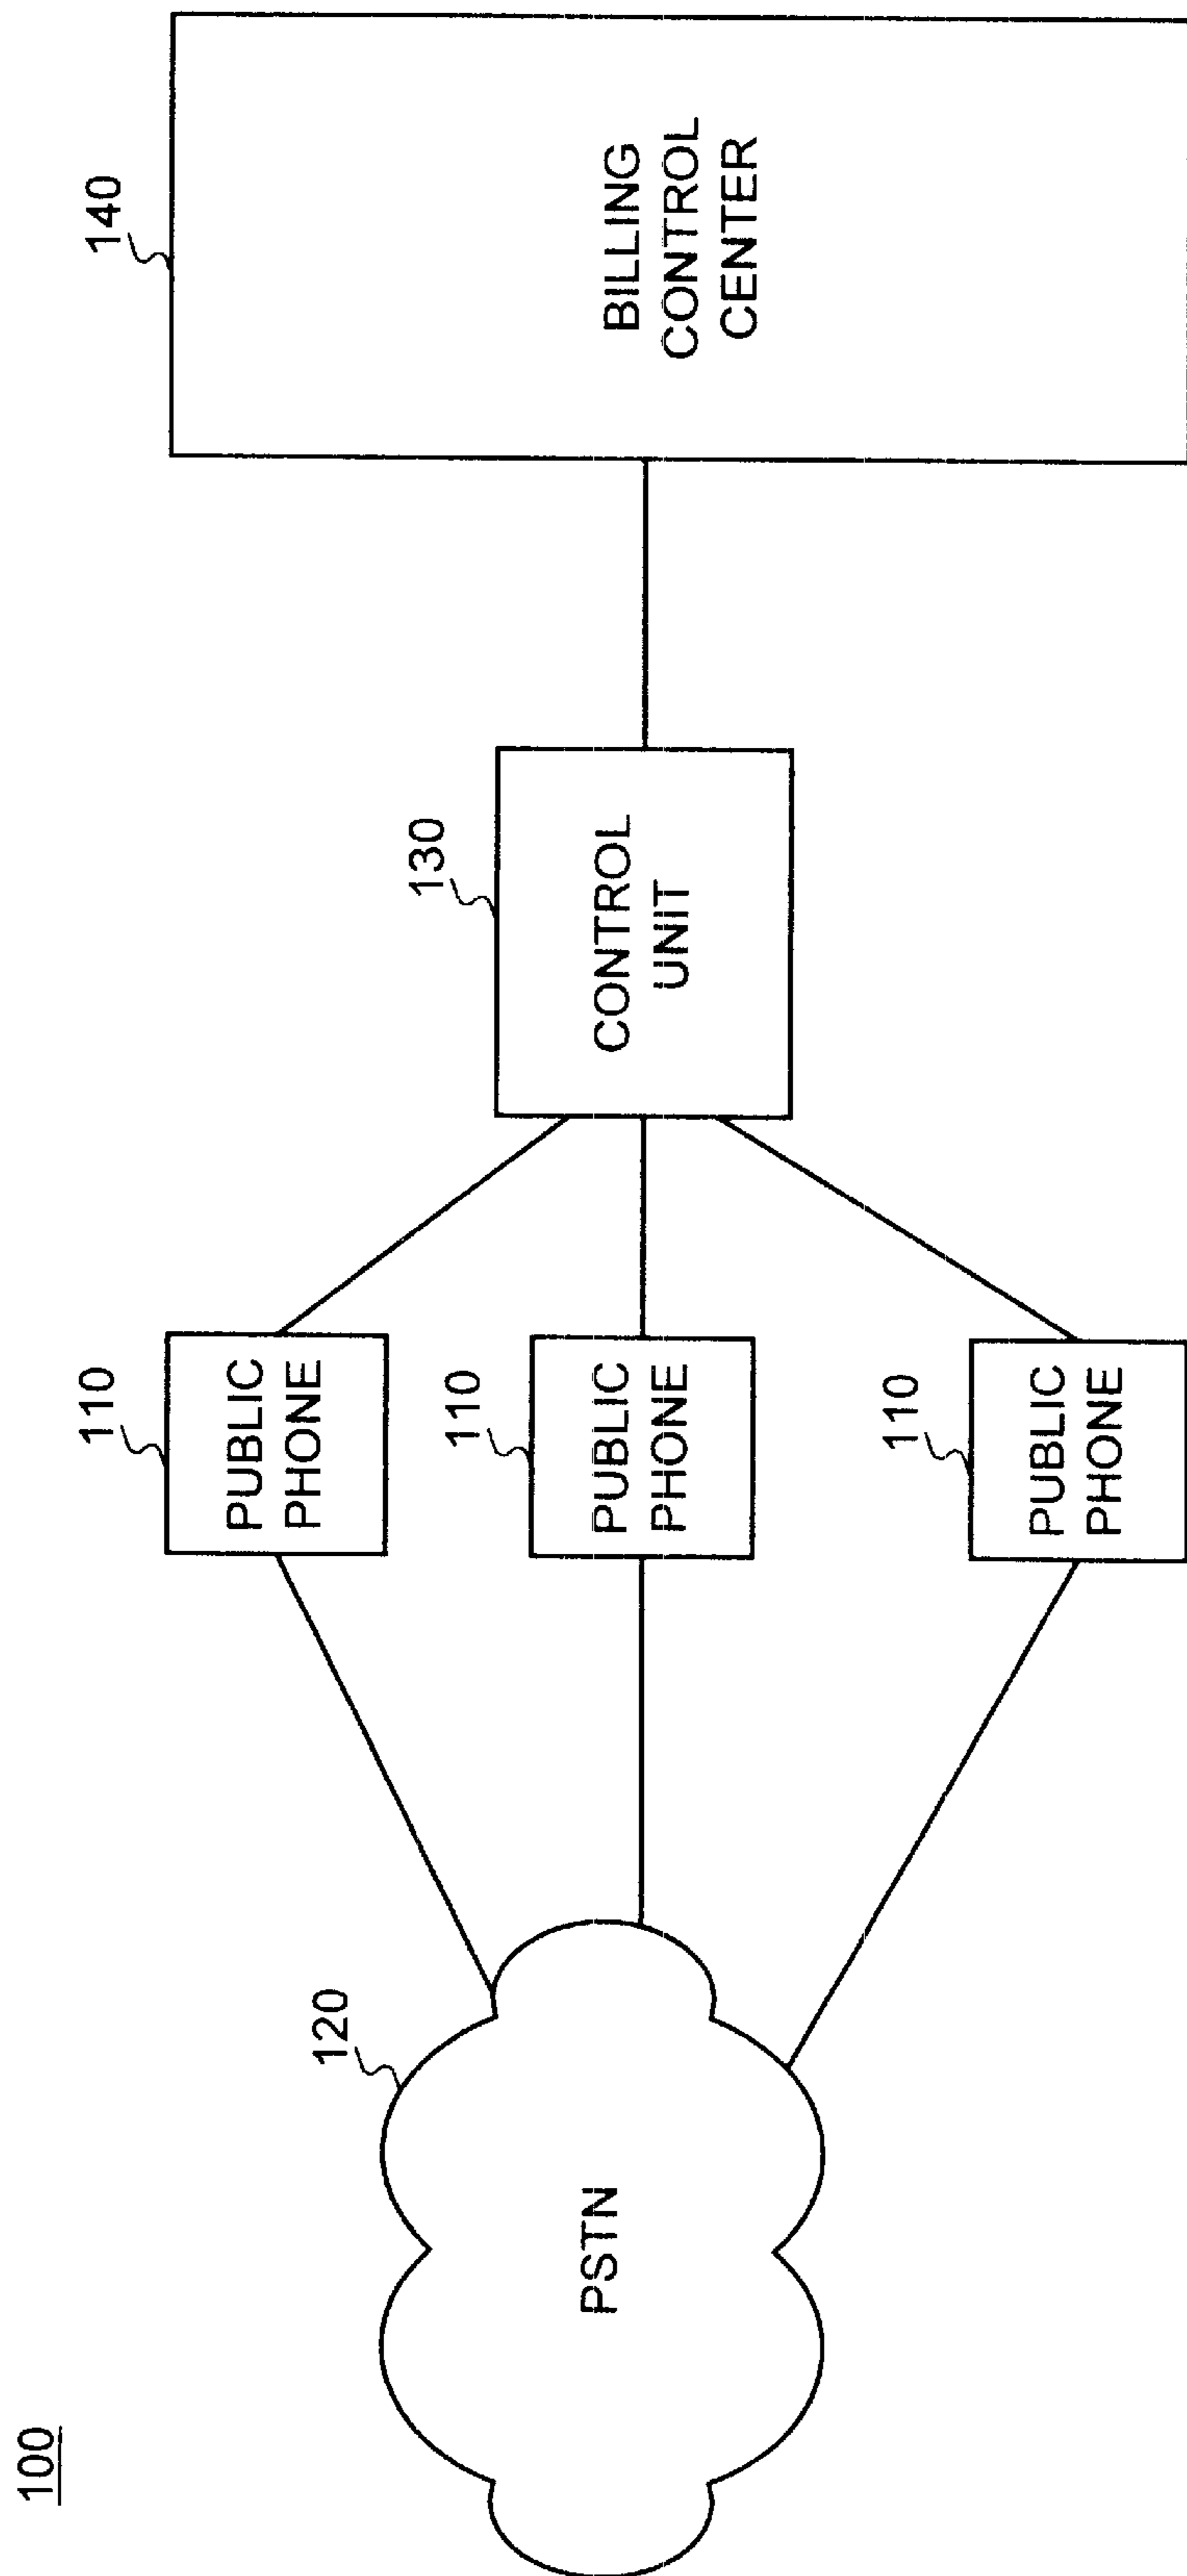 100
120
PSTN
110
PUBLIC
PHONE
110
PUBLIC
PHONE
110
PUBLIC
PHONE
130
CONTROL
UNIT
140
BILLING
CONTROL
CENTER